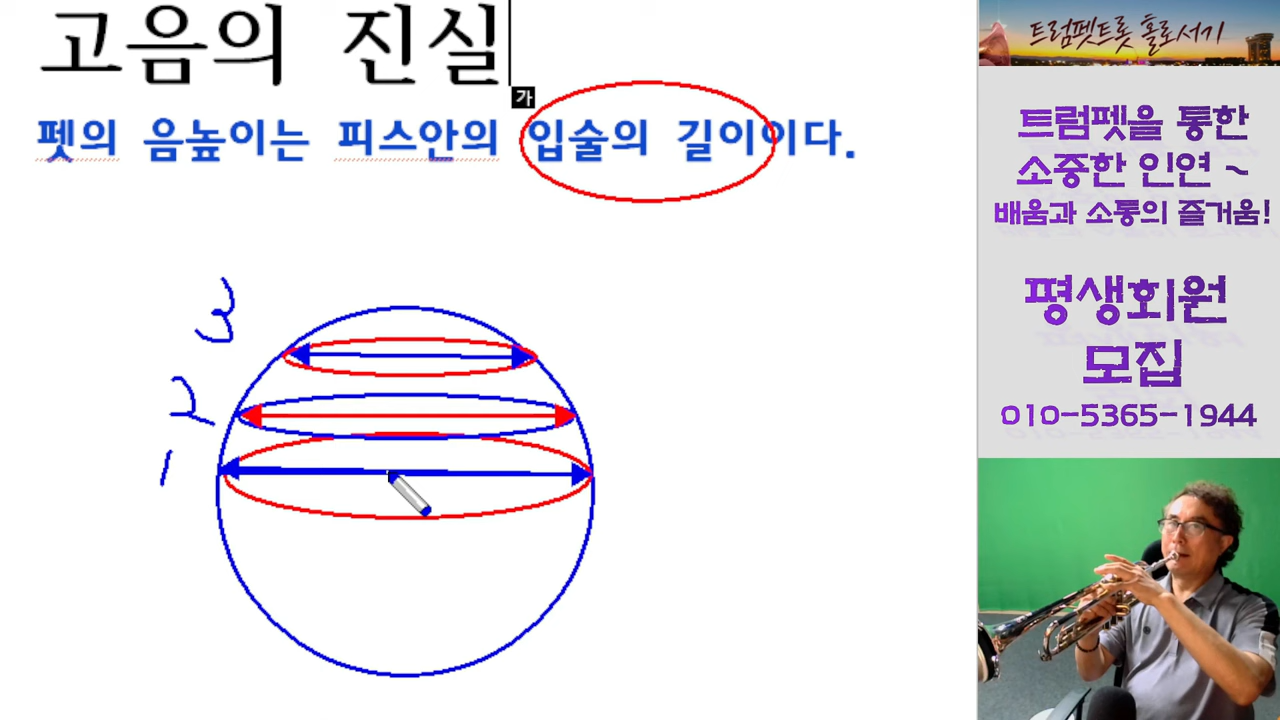 고음의 진실
가
펫의 음높이는 피스안의 입술의 길이이다.
3
2
1
트럼펫트롯 홀로서기
트럼펫을 통한
소중한 인연 ~
배움과 소통의 즐거움!
평생회원
모집
010-5365-1944